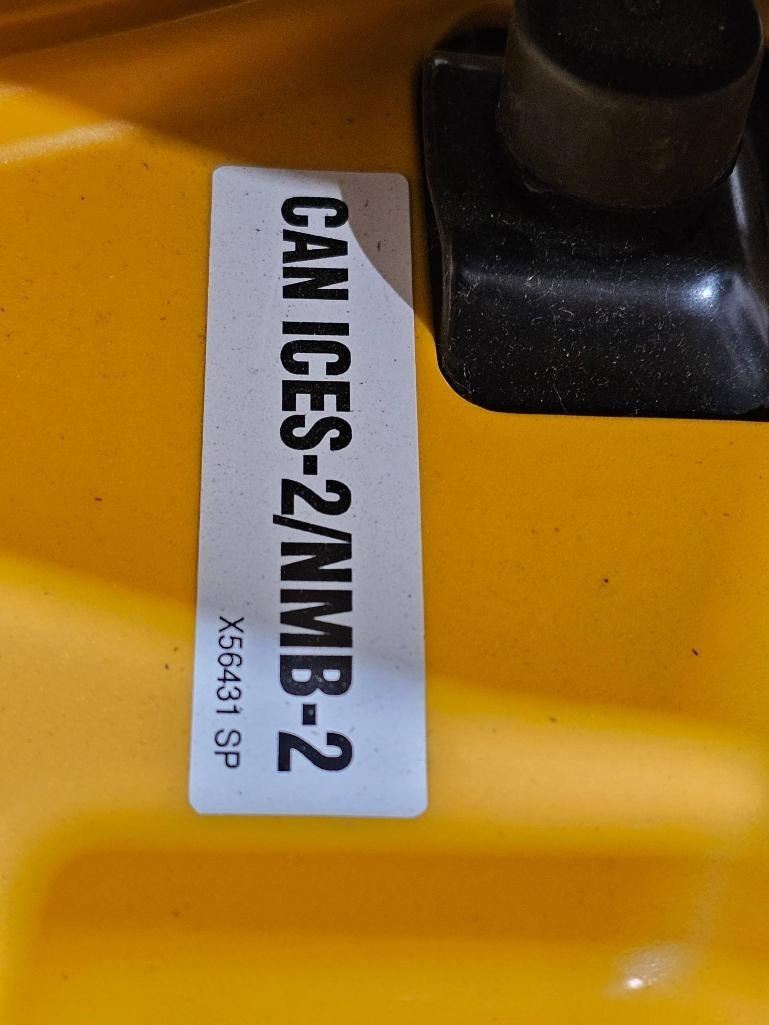 CAN ICES-2/NMB-2
X56431 SP